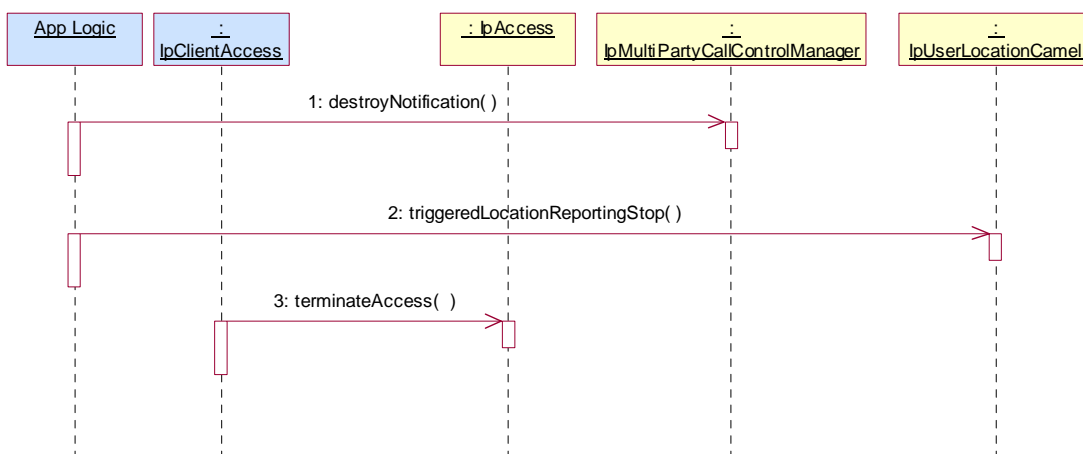 App Logic
:
IpClientAccess
: IpAccess
:
IpMultiPartyCallControlManager
:
IpUserLocationCamel
1: destroyNotification( )
2: triggeredLocationReportingStop( )
3: terminateAccess(  )